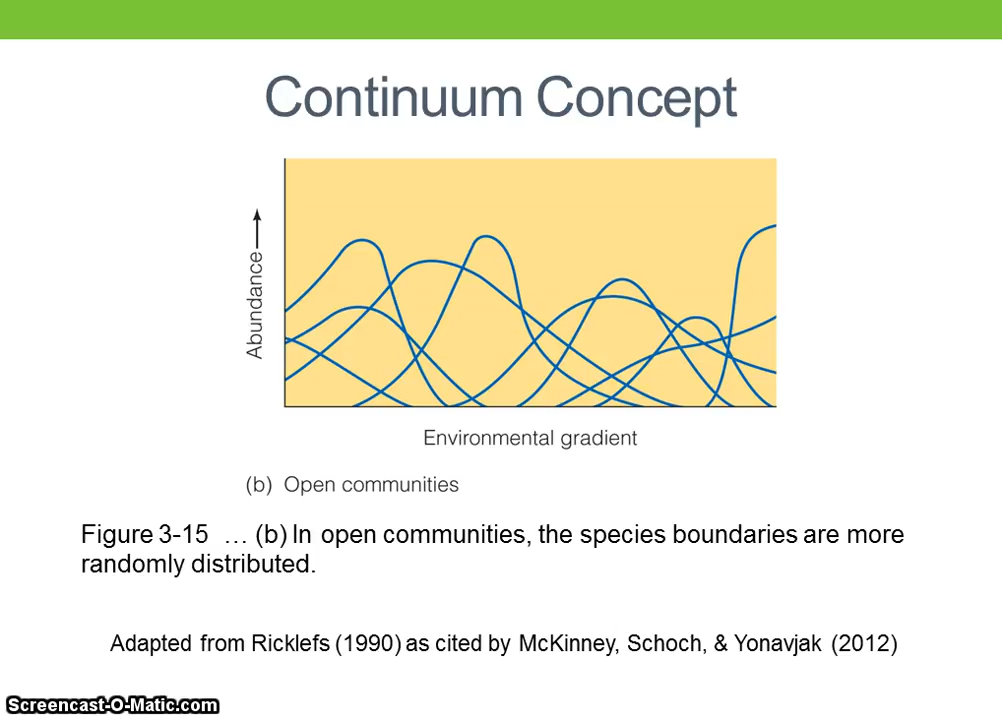 Continuum Concept
Abundance
Environmental gradient
(b) Open communities
Figure 3-15 … (b) In open communities, the species boundaries are more
randomly distributed.
Adapted from Ricklefs (1990) as cited by McKinney, Schoch, & Yonavjak (2012)
Screencast-O-Matic.com